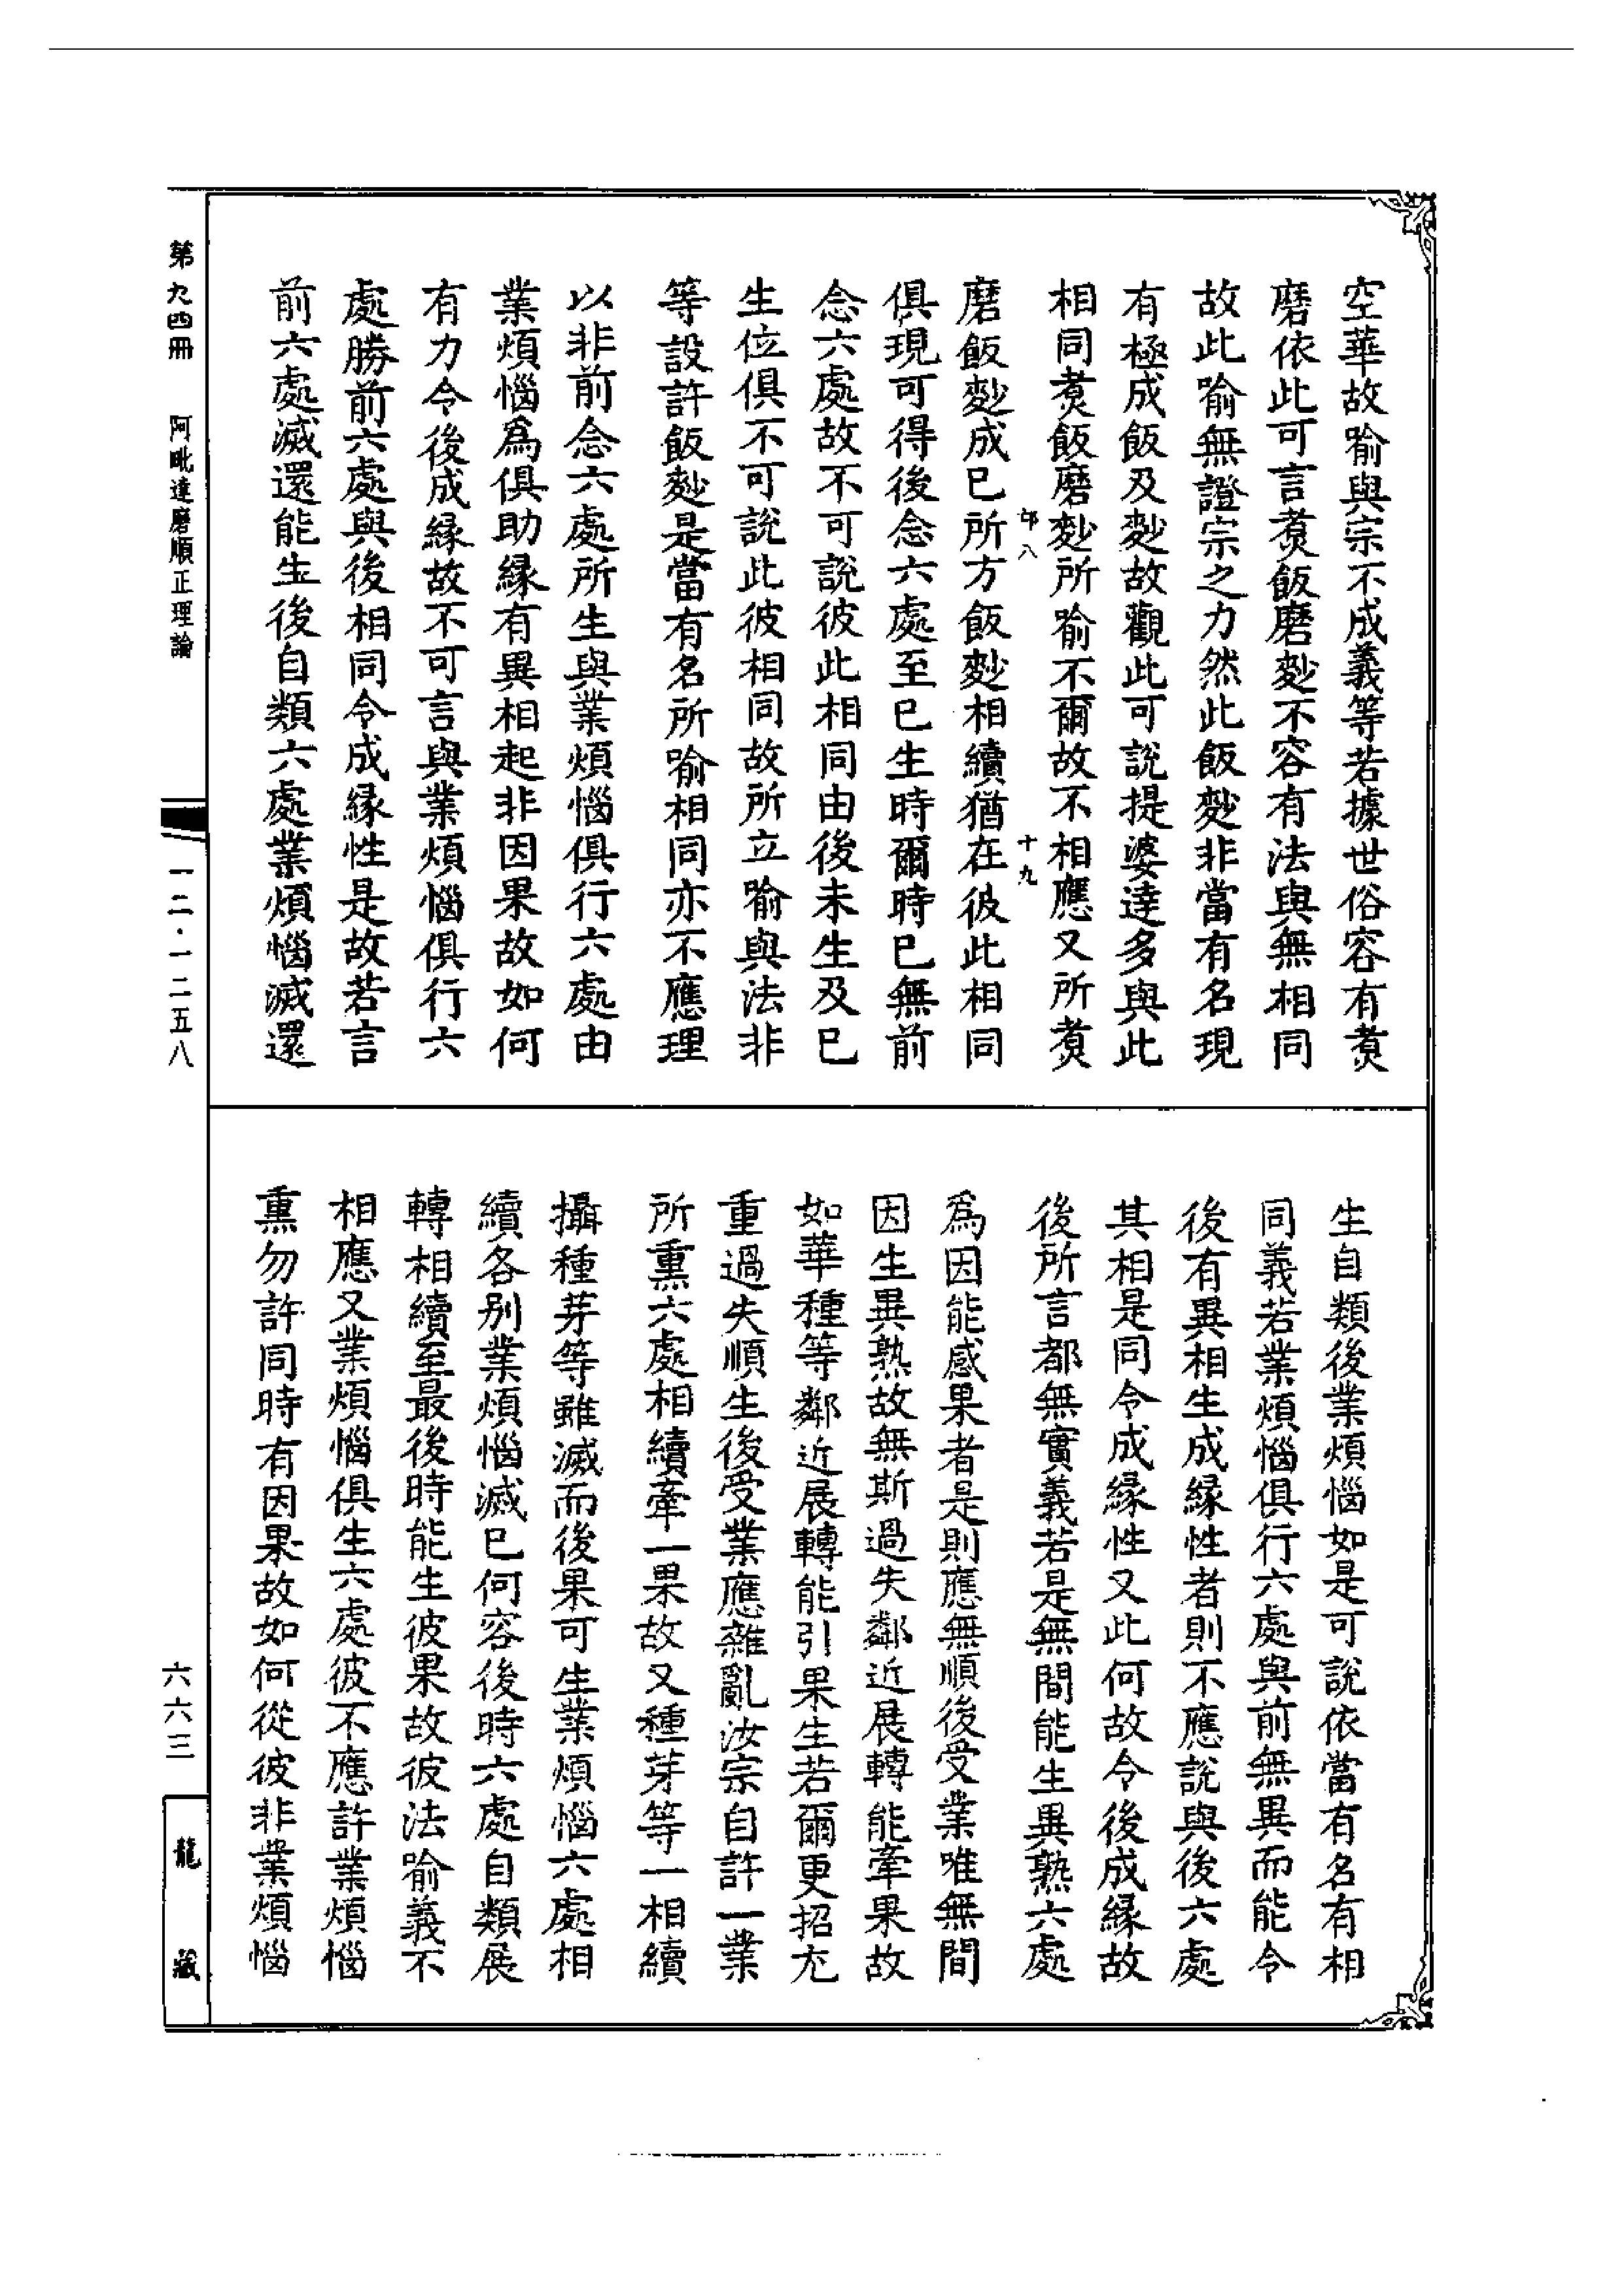 空華故喻與宗不成義等若據世俗容有煑
磨依此可言煑飯磨麨不容有法與無相同
故此喻無證宗之力然此飯麨非當有名現
有極成飯及麨故觀此可說提婆達多與此
相同煑飯磨麨所喻不爾故不相應又所煑
邙八
十九
磨飯麨成已所方飯麨相續猶在彼此相同
俱現可得後念六處至已生時爾時已無前
念六處故不可說彼此相同由後未生及已
生位俱不可說此彼相同故所立喻與法非
等設許飯麨是當有名所喻相同亦不應理
以非前念六處所生與業煩惱俱行六處由
業煩惱爲俱助緣有異相起非因果故如何
有力令後成緣故不可言與業煩惱俱行六
處勝前六處與後相同令成緣性是故若言
前六處滅還能生後自類六處業煩惱滅還
生自類後業煩惱如是可說依當有名有相
同義若業煩惱俱行六處與前無異而能令
後有異相生成緣性者則不應說與後六處
其相是同令成緣性又此何故令後成緣故
後所言都無實義若是無間能生異熟六處
爲因能感果者是則應無順後受業唯無間
因生異熟故無斯過失鄰近展轉能牽果故
如華種等鄰近展轉能引果生若爾更招尤
重過失順生後受業應雜亂汝宗自許一業
所熏六處相續牽一果故又種芽等一相續
攝種芽等雖滅而後果可生業煩惱六處相
續各別業煩惱滅已何容後時六處自類展
轉相續至最後時能生彼果故彼法喻義不
相應又業煩惱俱生六處彼不應許業煩惱
熏勿許同時有因果故如何從彼非業煩惱
第九四冊 阿毗達磨順正理論
一二·一二五八
六六三
龍藏